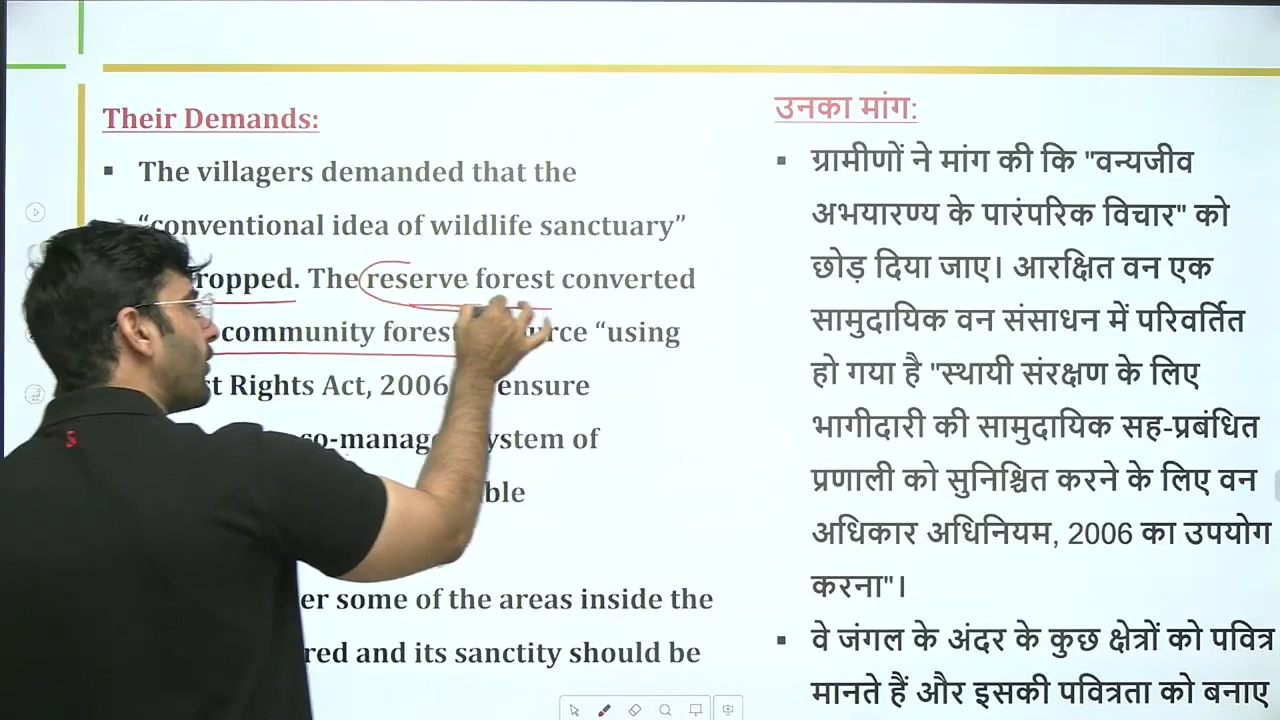 Their Demands:
The villagers demanded that the
“conventional idea of wildlife sanctuary”
ropped. The reserve forest converted
community forest rce “using
st Rights Act, 2006 ensure
co-manage ystem of
ble
er some of the areas inside the
red and its sanctity should be
उनका मांग:
ग्रामीणों ने मांग की कि "वन्यजीव
अभयारण्य के पारंपरिक विचार" को
छोड़ दिया जाए। आरक्षित वन एक
सामुदायिक वन संसाधन में परिवर्तित
हो गया है "स्थायी संरक्षण के लिए
भागीदारी की सामुदायिक सह-प्रबंधित
प्रणाली को सुनिश्चित करने के लिए वन
अधिकार अधिनियम, 2006 का उपयोग
करना"।
वे जंगल के अंदर के कुछ क्षेत्रों को पवित्र
मानते हैं और इसकी पवित्रता को बनाए